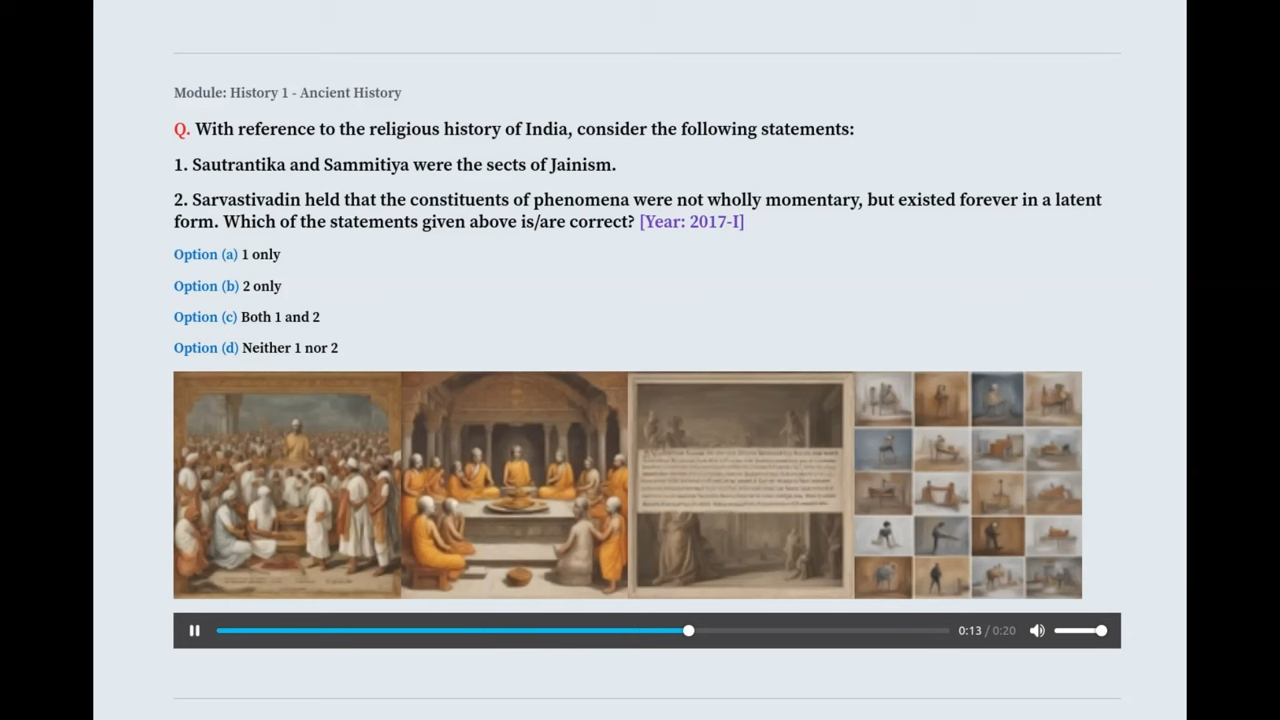 Module: History 1 - Ancient History
Q. With reference to the religious history of India, consider the following statements:
1. Sautrantika and Sammitiya were the sects of Jainism.
2. Sarvastivadin held that the constituents of phenomena were not wholly momentary, but existed forever in a latent
form. Which of the statements given above is/are correct? [Year: 2017-I]
Option (a) 1 only
Option (b) 2 only
Option (c) Both 1 and 2
Option (d) Neither 1 nor 2
0:13 / 0:20